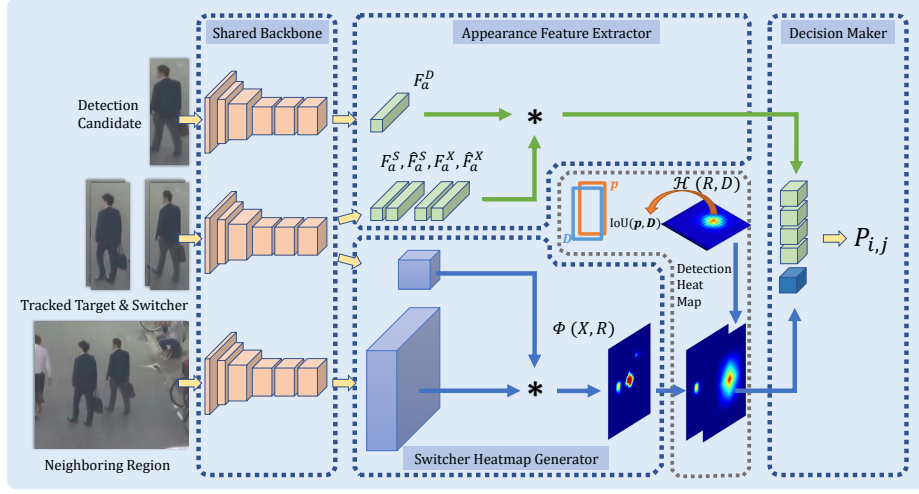 Shared Backbone
Appearance Feature Extractor
Decision Maker
Detection
Candidate
F_a^D
*
F_a^S, F̂_a^S, F_a^X, F̂_a^X
p
D
IoU(p, D)
ℋ (R, D)
P_{i,j}
Tracked Target & Switcher
Detection
Heat
Map
Φ (X, R)
*
Neighboring Region
Switcher Heatmap Generator